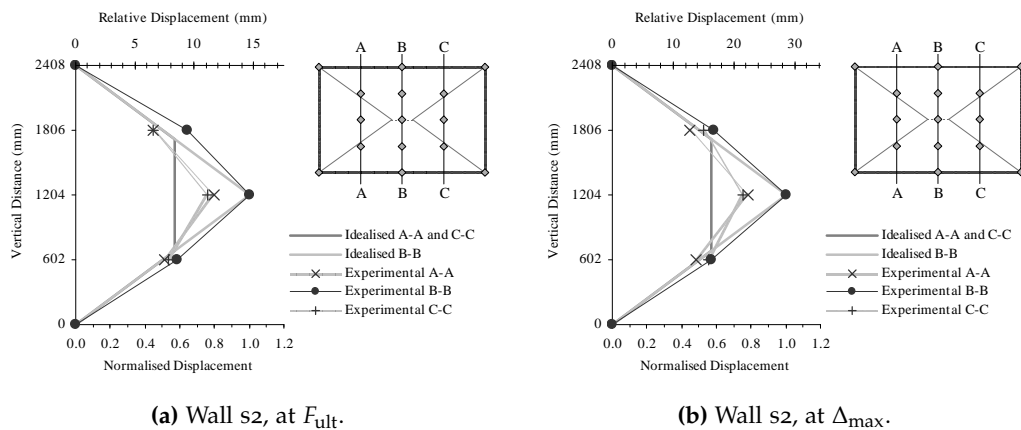 Relative Displacement (mm)
0 5 10 15
2408
1806
1204
602
0
Vertical Distance (mm)
0.0 0.2 0.4 0.6 0.8 1.0 1.2
Normalised Displacement
A B C
A B C
Idealised A-A and C-C
Idealised B-B
Experimental A-A
Experimental B-B
Experimental C-C
(a) Wall s2, at Fult.
Relative Displacement (mm)
0 10 20 30
2408
1806
1204
602
0
Vertical Distance (mm)
0.0 0.2 0.4 0.6 0.8 1.0 1.2
Normalised Displacement
A B C
A B C
Idealised A-A and C-C
Idealised B-B
Experimental A-A
Experimental B-B
Experimental C-C
(b) Wall s2, at Δmax.